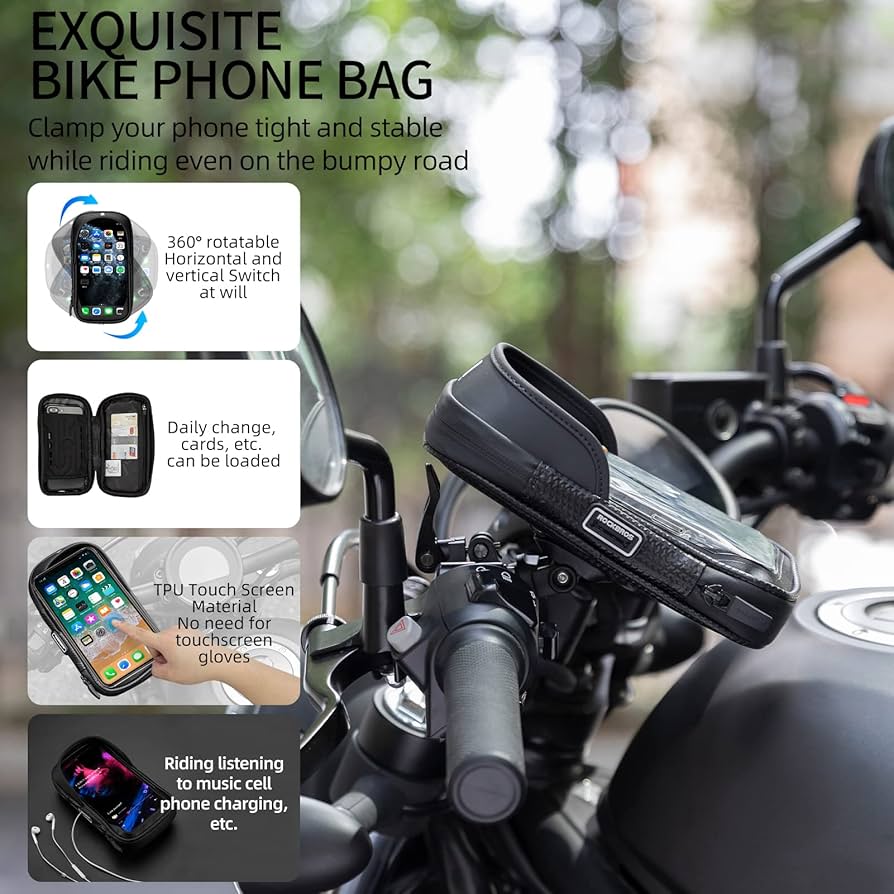 EXQUISITE
BIKE PHONE BAG
Clamp your phone tight and stable
while riding even on the bumpy road
360° rotatable
Horizontal and
vertical Switch
at will
Daily change,
cards, etc.
can be loaded
TPU Touch Screen
Material
No need for
touchscreen
gloves
Riding listening
to music cell
phone charging,
etc.
ROCKBROS